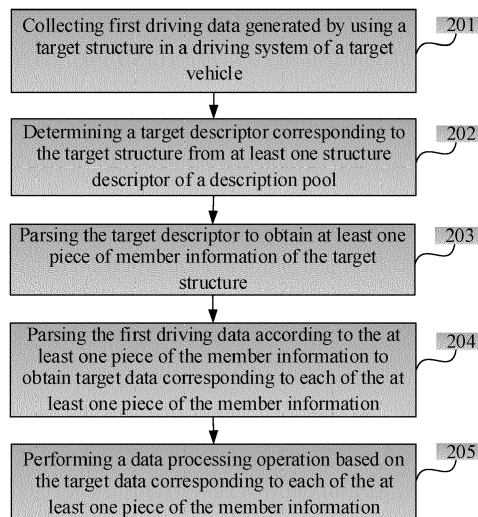 Collecting first driving data generated by using a
target structure in a driving system of a target
vehicle
201
Determining a target descriptor corresponding to
the target structure from at least one structure
descriptor of a description pool
202
Parsing the target descriptor to obtain at least one
piece of member information of the target
structure
203
Parsing the first driving data according to the at
least one piece of the member information to
obtain target data corresponding to each of the at
least one piece of the member information
204
Performing a data processing operation based on
the target data corresponding to each of the at
least one piece of the member information
205